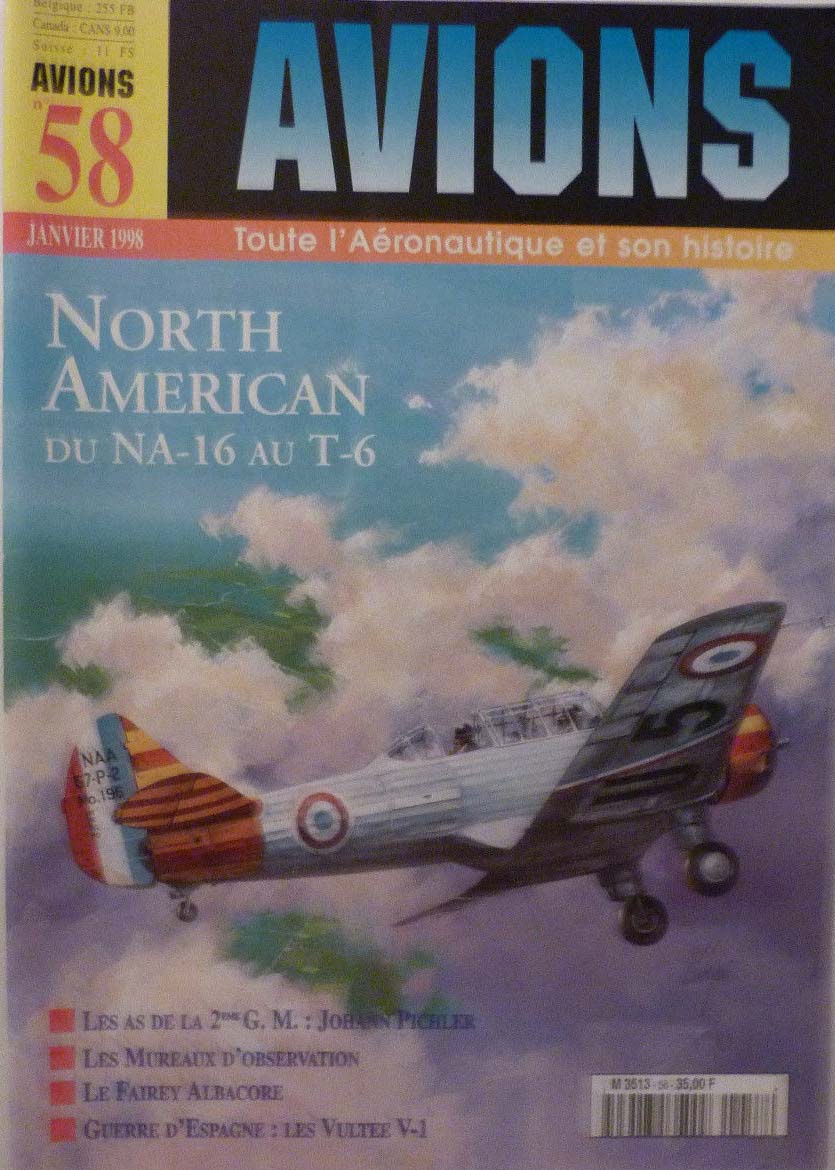 Belgique : 255 FB
Canada : CAN$ 9.00
Suisse : 11 FS
AVIONS
n° 58
JANVIER 1998
AVIONS
Toute l'Aéronautique et son histoire
NORTH
AMERICAN
DU NA-16 AU T-6
NAA
57-P-2
No.196
U 5
LES AS DE LA 2ème G. M. : JOHANN PICHLER
LES MUREAUX D'OBSERVATION
LE FAIREY ALBACORE
GUERRE D'ESPAGNE : LES VULTEE V-1
M 3513 - 58 - 35,00 F